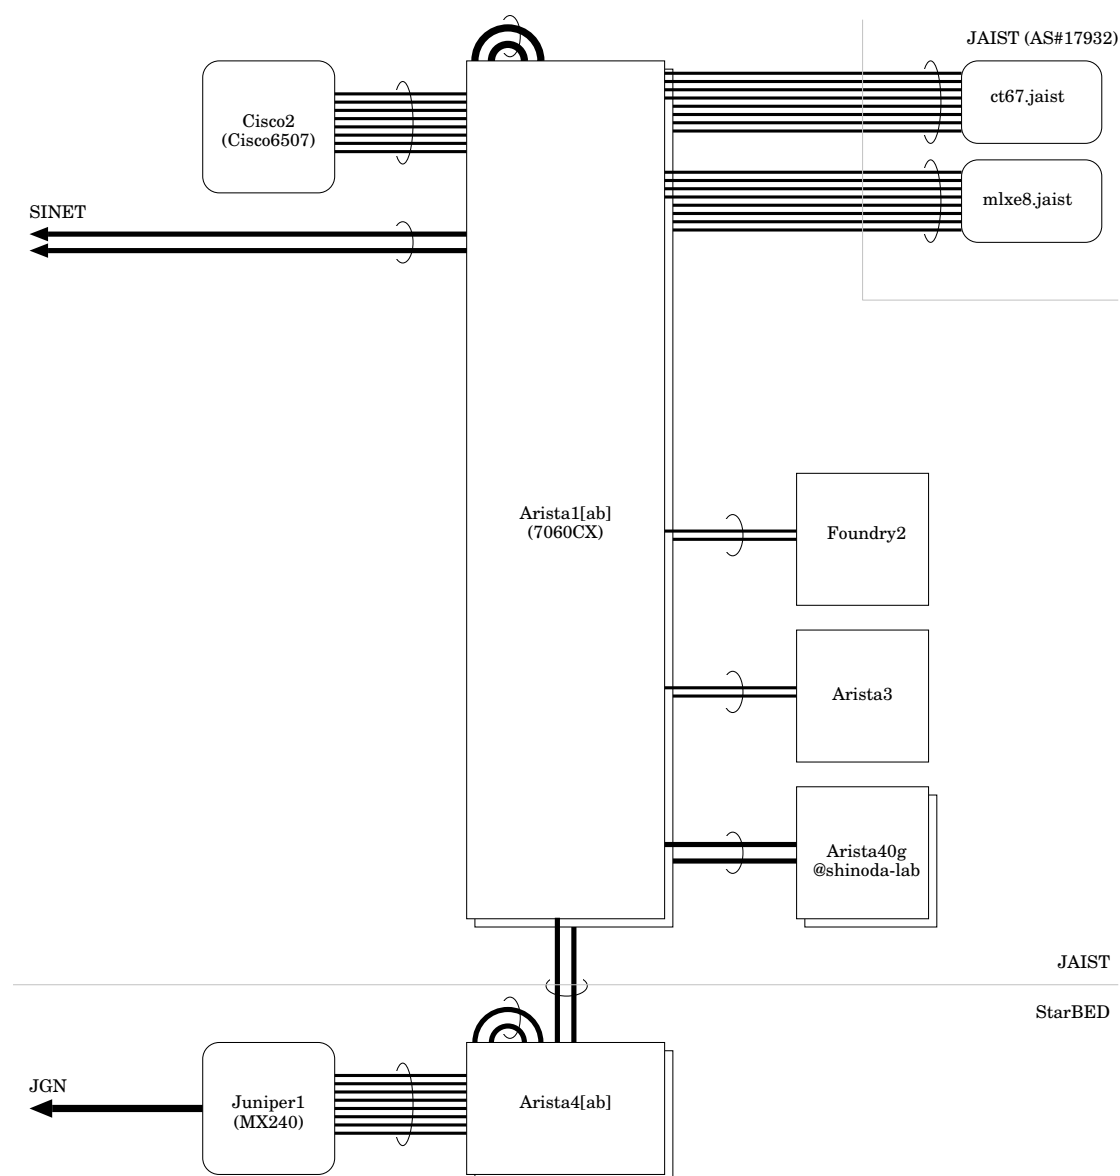 JAIST (AS#17932)
ct67.jaist
Cisco2
(Cisco6507)
mlxe8.jaist
SINET
Arista1[ab]
(7060CX)
Foundry2
Arista3
Arista40g
@shinoda-lab
JAIST
StarBED
JGN
Juniper1
(MX240)
Arista4[ab]